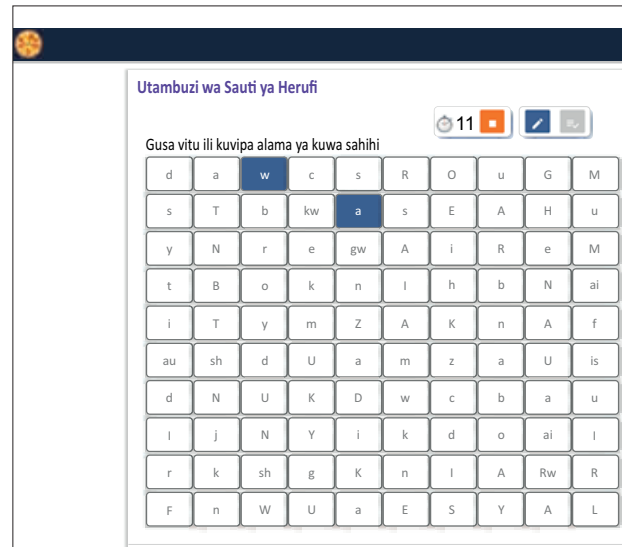 Utambuzi wa Sauti ya Herufi
11
Gusa vitu ili kuvipa alama ya kuwa sahihi
d a w c s R O u G M
s T b kw a s E A H u
y N r e gw A i R e M
t B o k n I h b N ai
i T y m Z A K n A f
au sh d U a m z a U is
d N U K D w c b a u
I j N Y i k d o ai I
r k sh g K n I A Rw R
F n W U a E S Y A L